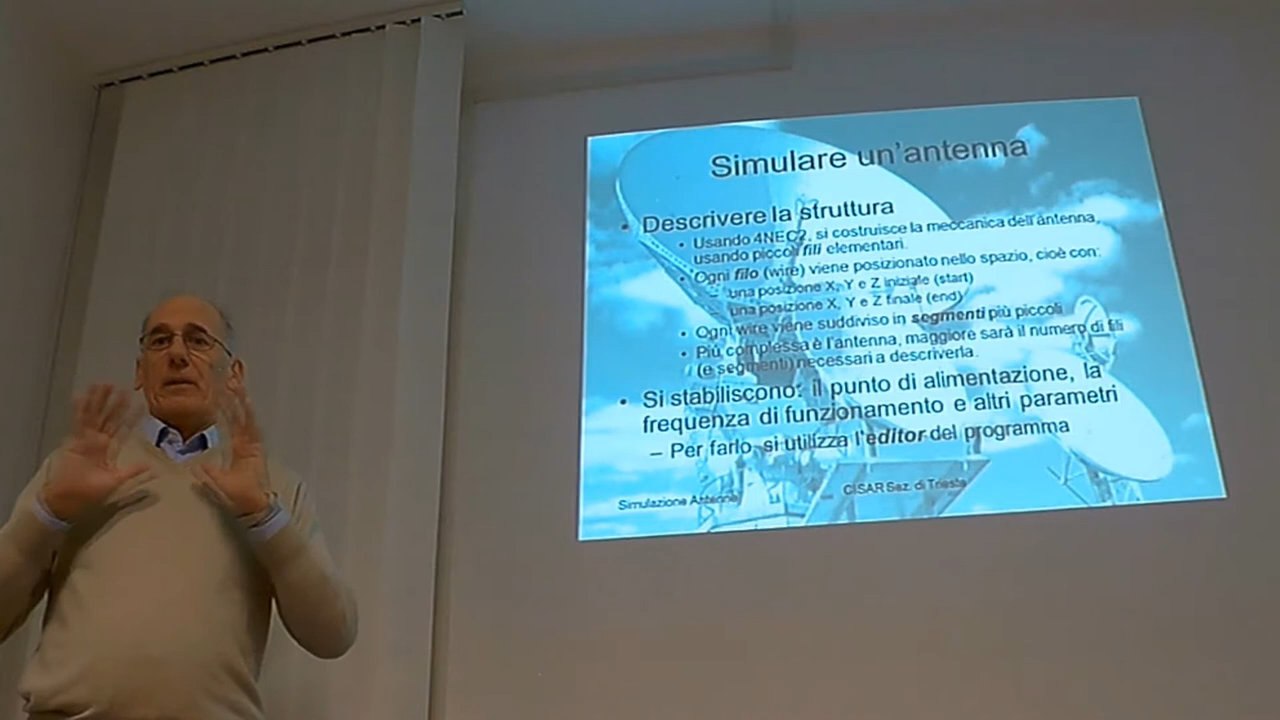 Simulare un'antenna
• Descrivere la struttura
• Usando 4NEC2, si costruisce la meccanica dell'antenna,
usando piccoli fili elementari.
• Ogni filo (wire) viene posizionato nello spazio, cioè con:
– una posizione X, Y e Z iniziale (start)
– una posizione X, Y e Z finale (end)
• Ogni wire viene suddiviso in segmenti più piccoli
• Più complessa è l'antenna, maggiore sarà il numero di fili
(e segmenti) necessari a descriverla.
• Si stabiliscono: il punto di alimentazione, la
frequenza di funzionamento e altri parametri
– Per farlo, si utilizza l'editor del programma
Simulazione Antenne
CISAR Sez. di Trieste